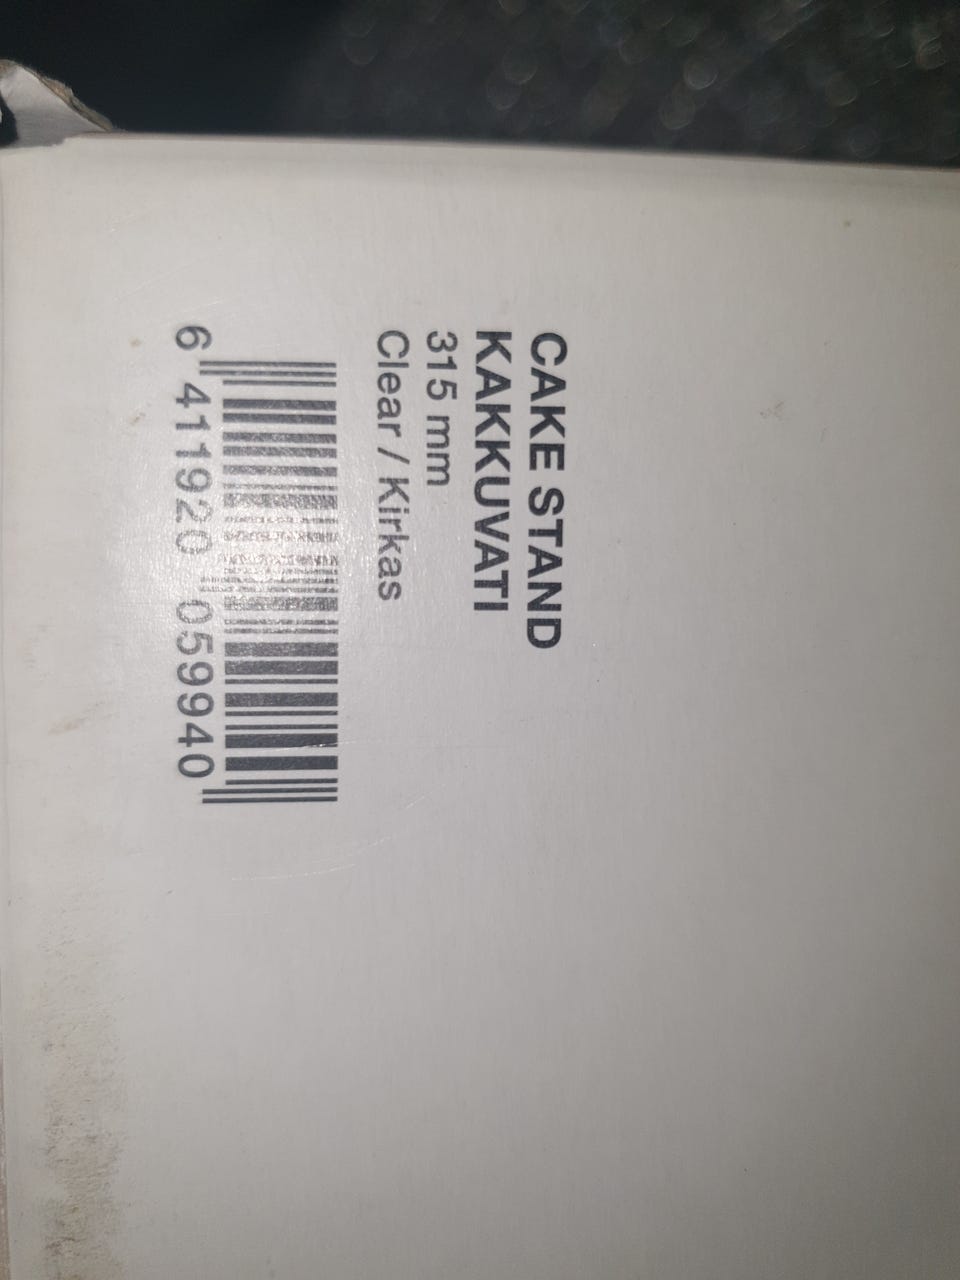 CAKE STAND
KAKKUVATI
315 mm
Clear / Kirkas
6 411920 059940